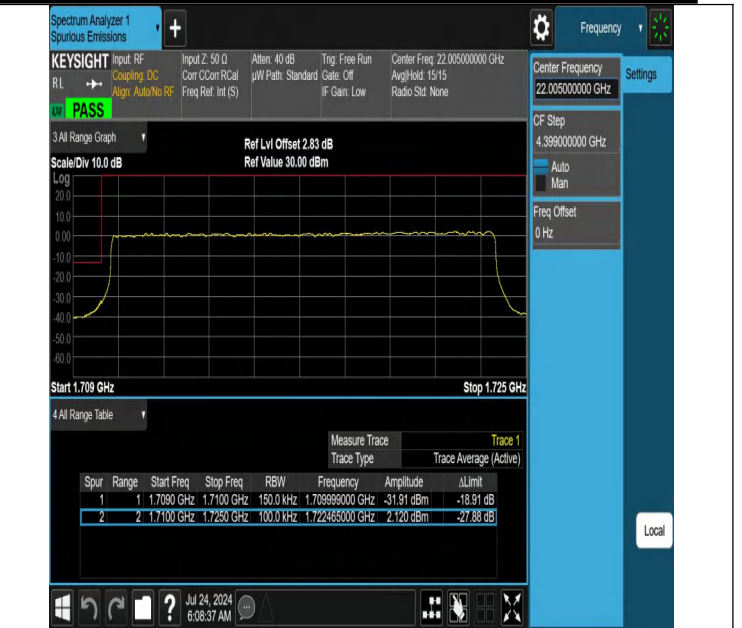 Spectrum Analyzer 1
Spurious Emissions
+
Frequency
KEYSIGHT
RL
PASS
Input: RF
Coupling: DC
Align: Auto/No RF
Input Z: 50 Ω
Corr CCorr RCal
Freq Ref: Int (S)
Atten: 40 dB
µW Path: Standard
Trig: Free Run
Gate: Off
IF Gain: Low
Center Freq: 22.005000000 GHz
Avg|Hold: 15/15
Radio Std: None
Center Frequency
22.005000000 GHz
Settings
CF Step
4.399000000 GHz
Auto
Man
Freq Offset
0 Hz
3 All Range Graph
Ref Lvl Offset 2.83 dB
Scale/Div 10.0 dB
Ref Value 30.00 dBm
Log
20.0
10.0
0.00
-10.0
-20.0
-30.0
-40.0
-50.0
-60.0
Start 1.709 GHz
Stop 1.725 GHz
4 All Range Table
Measure Trace Trace 1
Trace Type Trace Average (Active)
Spur Range Start Freq Stop Freq RBW Frequency Amplitude ΔLimit
1 1 1.7090 GHz 1.7100 GHz 150.0 kHz 1.709999000 GHz -31.91 dBm -18.91 dB
2 2 1.7100 GHz 1.7250 GHz 100.0 kHz 1.722465000 GHz 2.120 dBm -27.88 dB
Local
?
Jul 24, 2024
6:08:37 AM